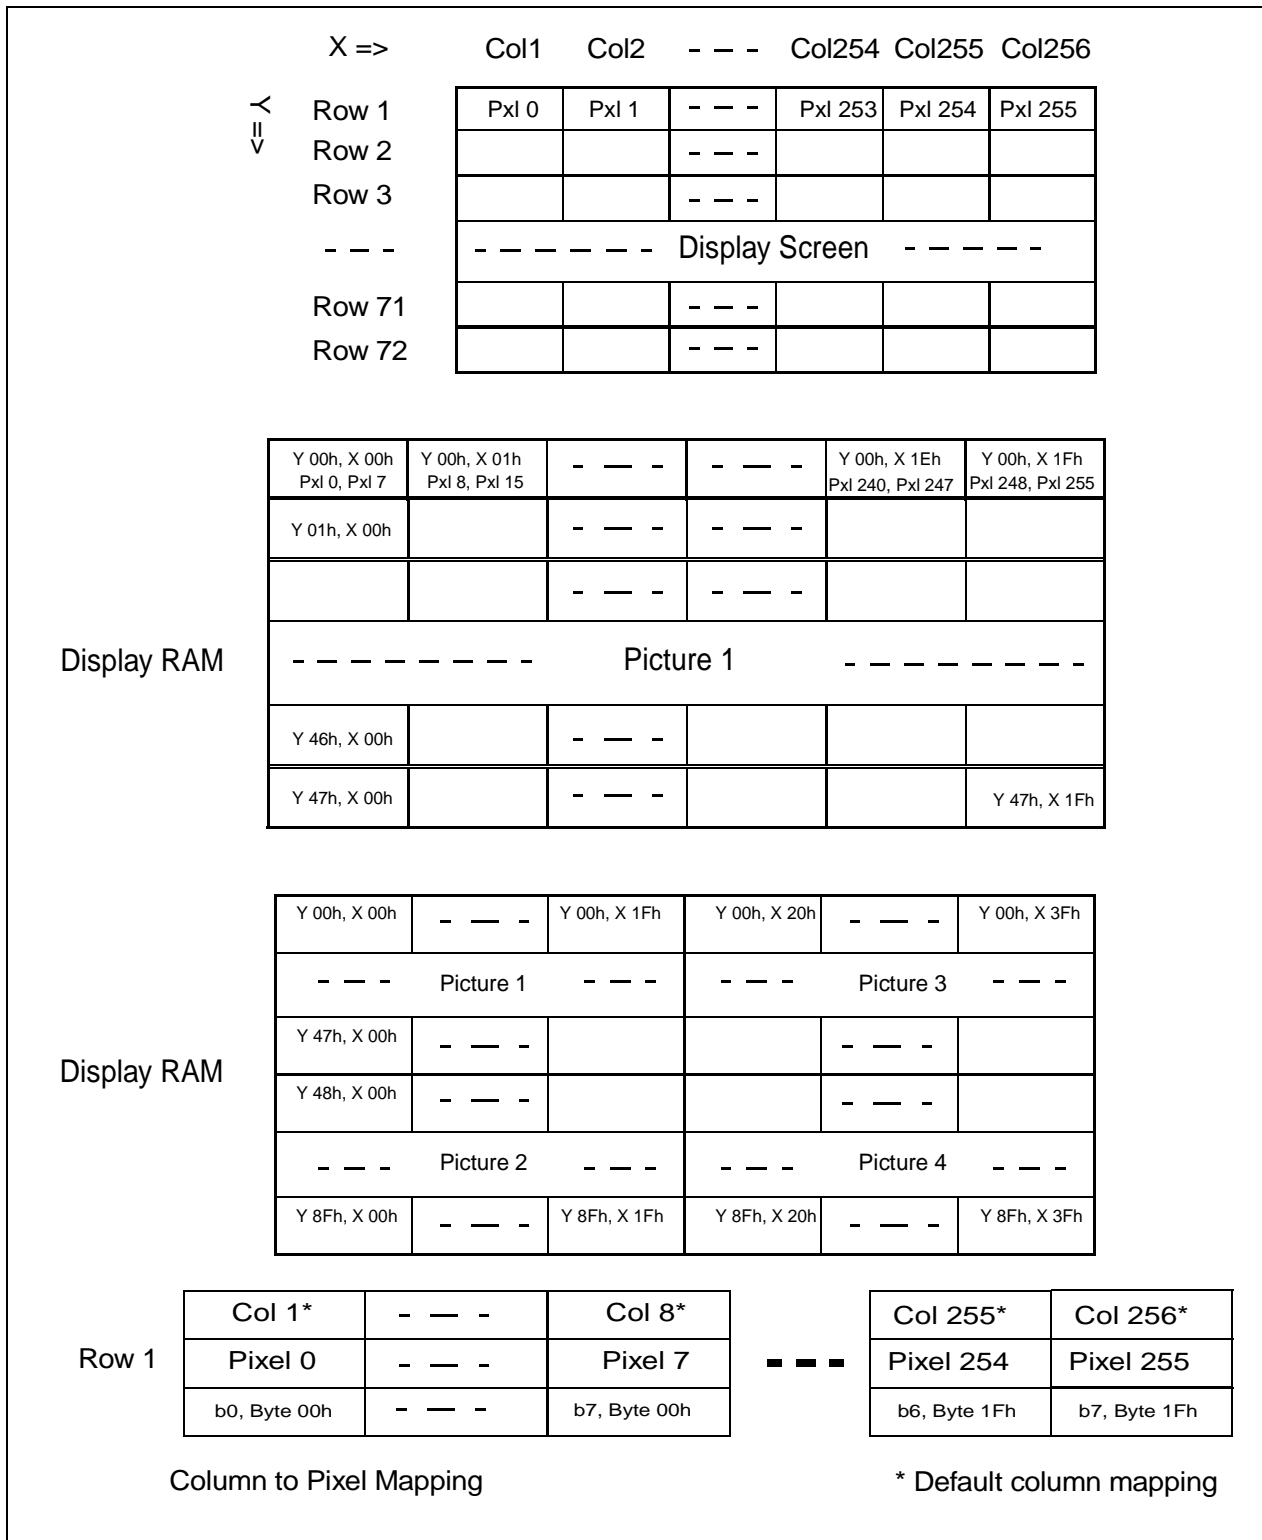 X => Col1 Col2 - - - Col254 Col255 Col256
Y => Row 1 Pxl 0 Pxl 1 - - - Pxl 253 Pxl 254 Pxl 255
Row 2 - - -
Row 3 - - -
- - - - - - - - - Display Screen - - - - -
Row 71 - - -
Row 72 - - -
Y 00h, X 00h Y 00h, X 01h - - - - - - Y 00h, X 1Eh Y 00h, X 1Fh
Pxl 0, Pxl 7 Pxl 8, Pxl 15 Pxl 240, Pxl 247 Pxl 248, Pxl 255
Y 01h, X 00h - - - - - -
- - - - - -
Display RAM - - - - - - - - Picture 1 - - - - - - - -
Y 46h, X 00h - - -
Y 47h, X 00h - - - Y 47h, X 1Fh
Y 00h, X 00h - - - Y 00h, X 1Fh Y 00h, X 20h - - - Y 00h, X 3Fh
- - - Picture 1 - - - - - - Picture 3 - - -
Y 47h, X 00h - - - - - -
Display RAM
Y 48h, X 00h - - - - - -
- - - Picture 2 - - - - - - Picture 4 - - -
Y 8Fh, X 00h - - - Y 8Fh, X 1Fh Y 8Fh, X 20h - - - Y 8Fh, X 3Fh
Col 1* - - - Col 8* Col 255* Col 256*
Row 1 Pixel 0 - - - Pixel 7 - - - Pixel 254 Pixel 255
b0, Byte 00h - - - b7, Byte 00h b6, Byte 1Fh b7, Byte 1Fh
Column to Pixel Mapping * Default column mapping